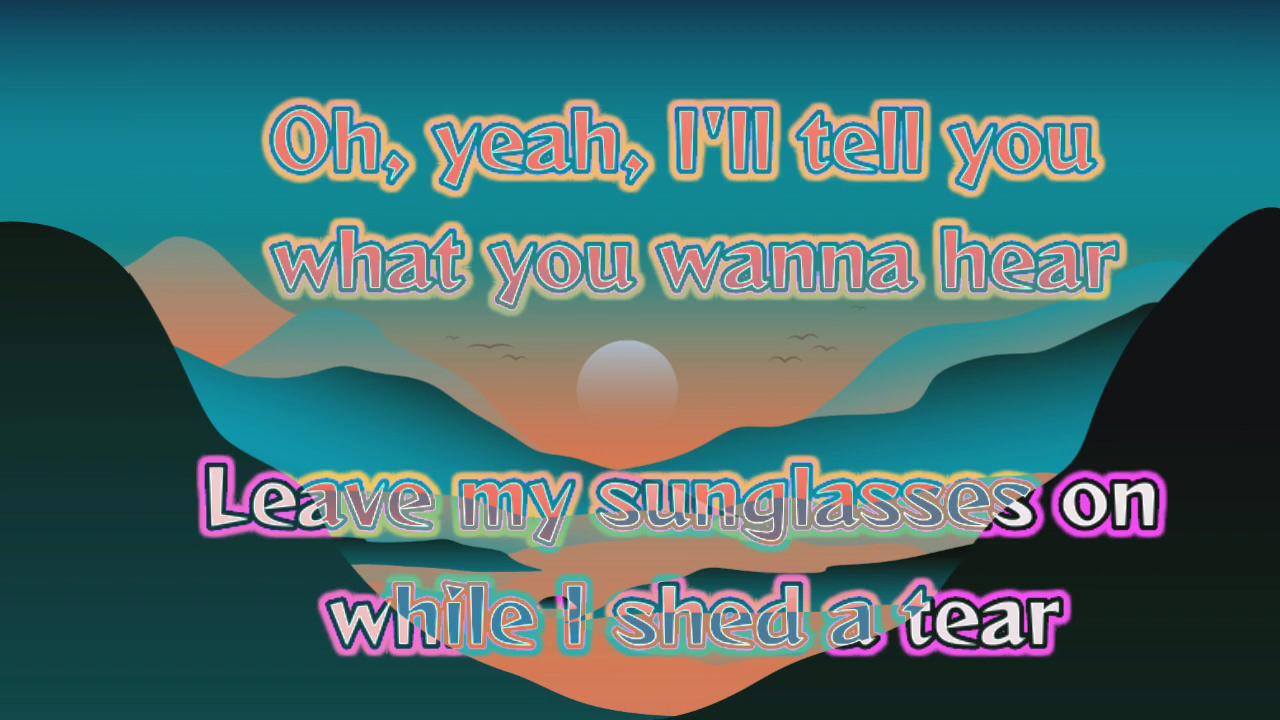 Oh, yeah, I'll tell you
what you wanna hear
Leave my sunglasses on
while I shed a tear